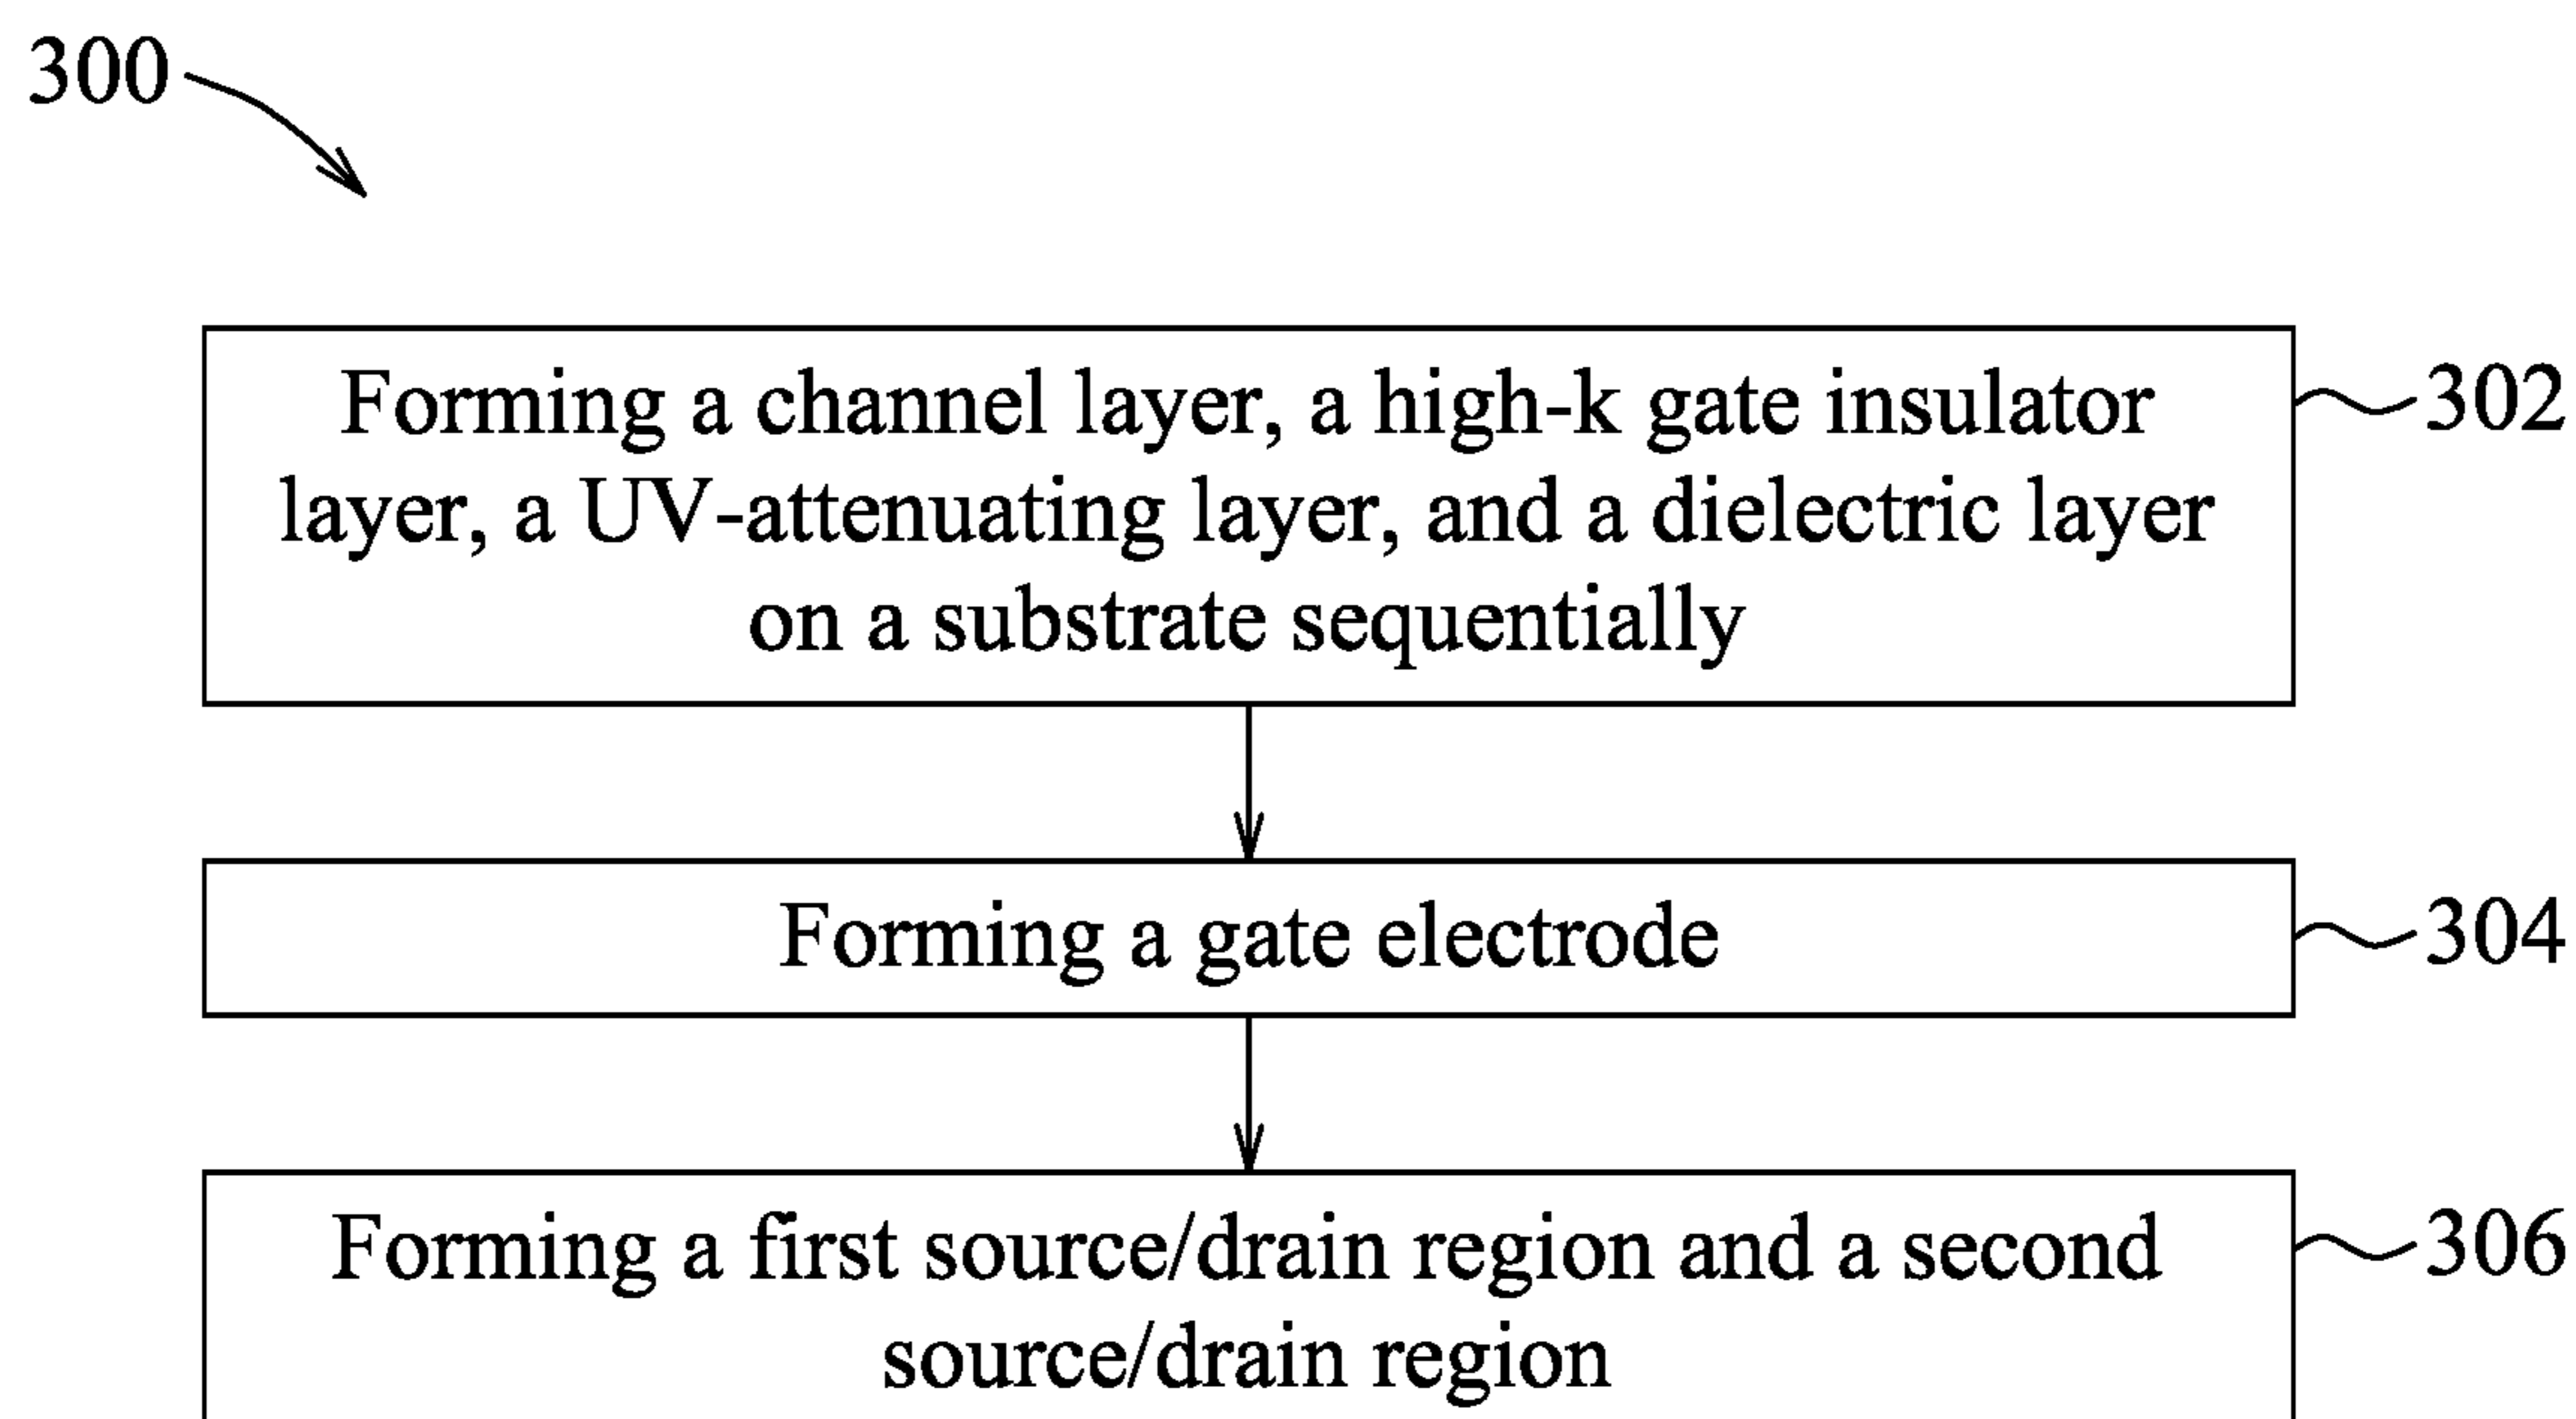 300
Forming a channel layer, a high-k gate insulator
302
layer, a UV-attenuating layer, and a dielectric layer
on a substrate sequentially
Forming a gate electrode
304
Forming a first source/drain region and a second
306
source/drain region